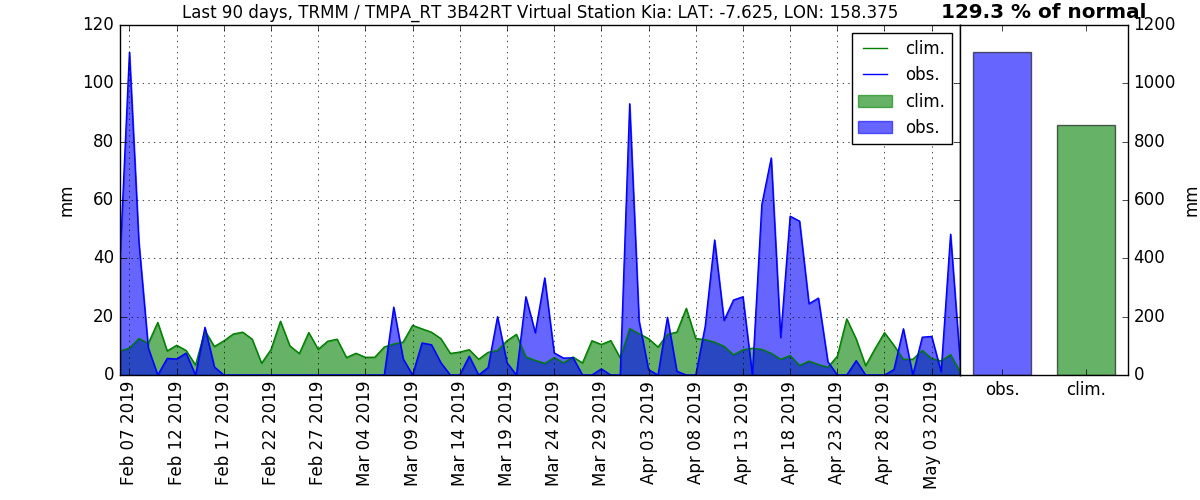 Last 90 days, TRMM / TMPA_RT 3B42RT Virtual Station Kia: LAT: -7.625, LON: 158.375
129.3 % of normal
120
100
80
60
40
20
0
mm
clim.
obs.
clim.
obs.
1200
1000
800
600
400
200
0
mm
Feb 07 2019
Feb 12 2019
Feb 17 2019
Feb 22 2019
Feb 27 2019
Mar 04 2019
Mar 09 2019
Mar 14 2019
Mar 19 2019
Mar 24 2019
Mar 29 2019
Apr 03 2019
Apr 08 2019
Apr 13 2019
Apr 18 2019
Apr 23 2019
Apr 28 2019
May 03 2019
obs.
clim.